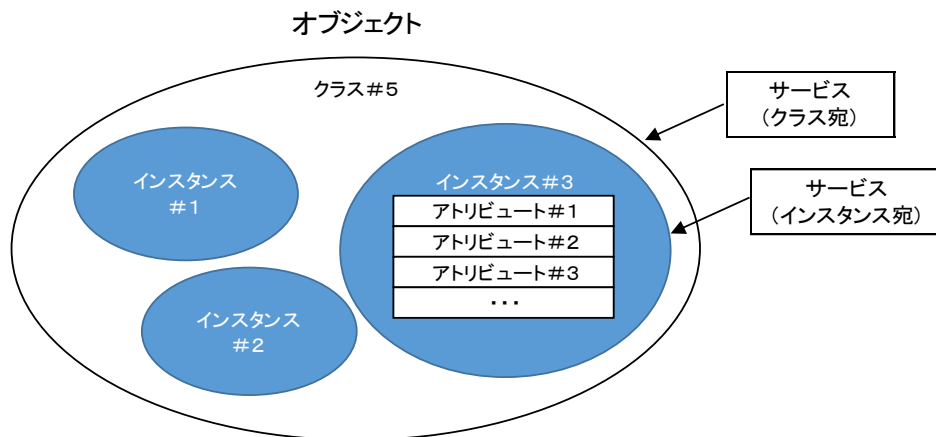 オブジェクト
クラス＃５
サービス
（クラス宛）
インスタンス
＃１
インスタンス＃３
アトリビュート＃１
アトリビュート＃２
アトリビュート＃３
・・・
サービス
（インスタンス宛）
インスタンス
＃２